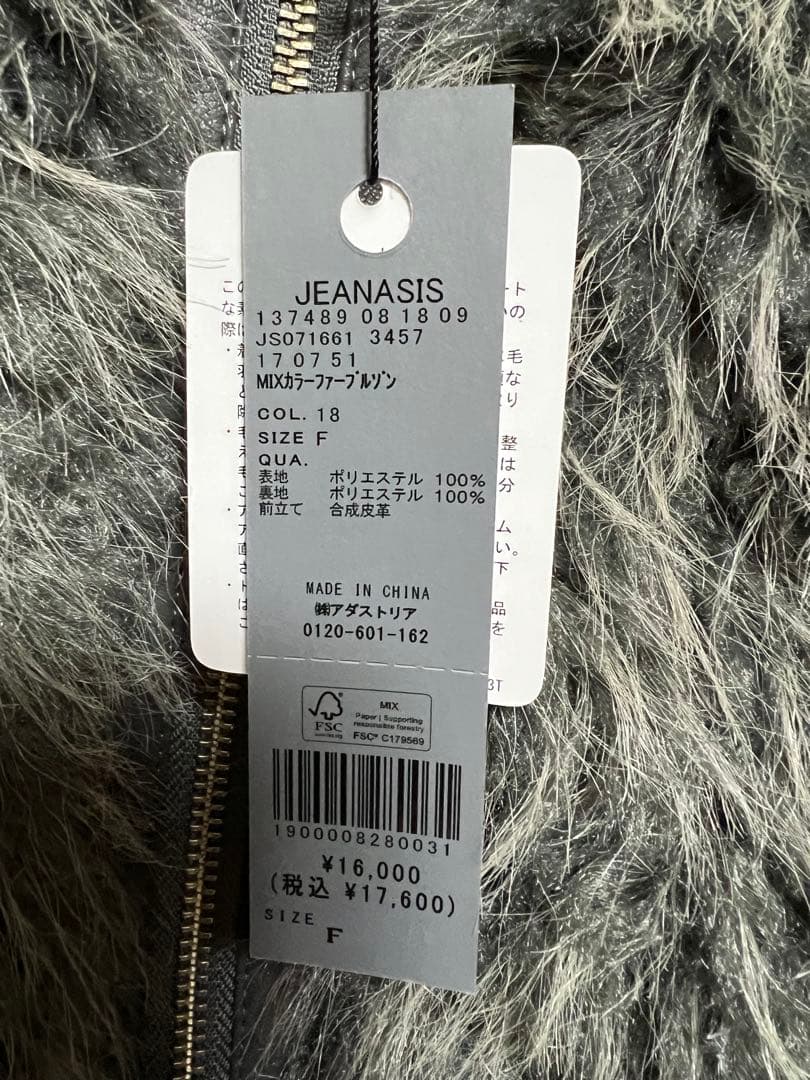 JEANASIS
137489 08 18 09
JS071661 3457
17 07 51
MIXカラーファーブルゾン
COL. 18
SIZE F
QUA.
表地 ポリエステル 100%
裏地 ポリエステル 100%
前立て 合成皮革
MADE IN CHINA
㈱アダストリア
0120-601-162
FSC
MIX
Paper | Supporting
responsible forestry
FSC® C179569
1900008280031
¥16,000
(税込 ¥17,600)
SIZE
F
3T